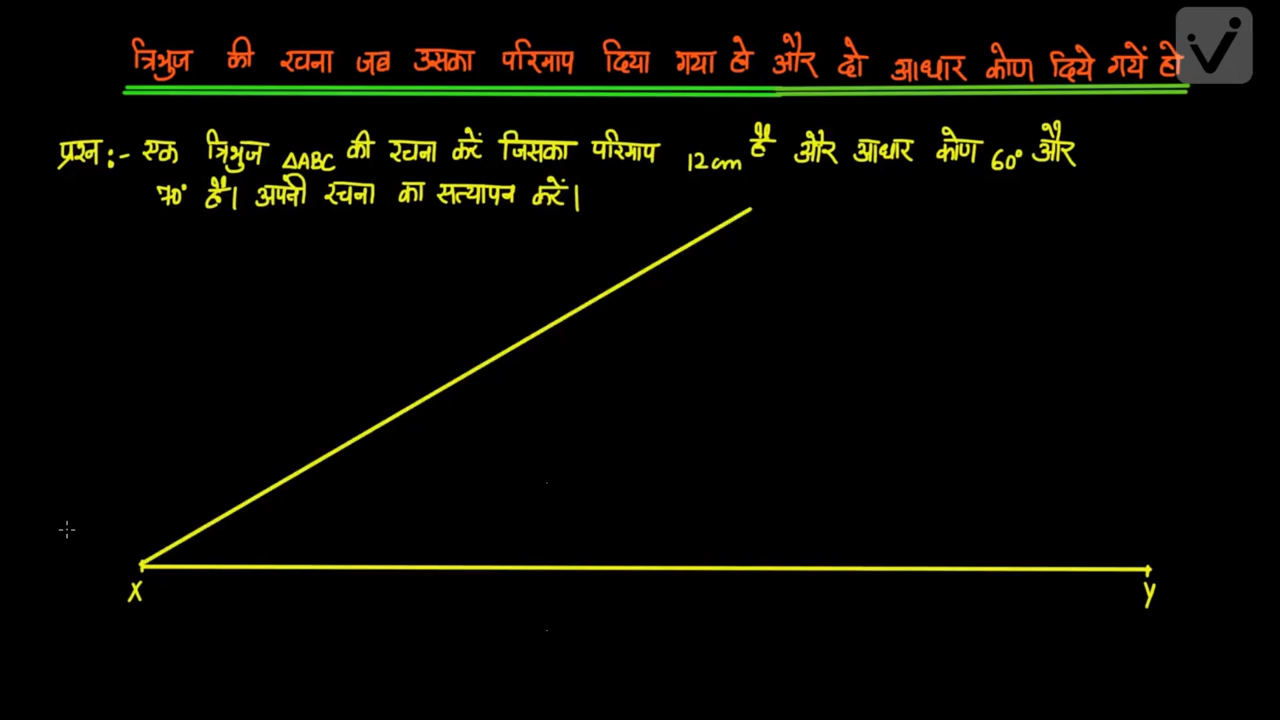 त्रिभुज की रचना जब उसका परिमाप दिया गया हो और दो आधार कोण दिये गयें हो
प्रश्न:- एक त्रिभुज ΔABC की रचना करें जिसका परिमाप 12cm है और आधार कोण 60° और
70° है। अपनी रचना का सत्यापन करें।
X Y